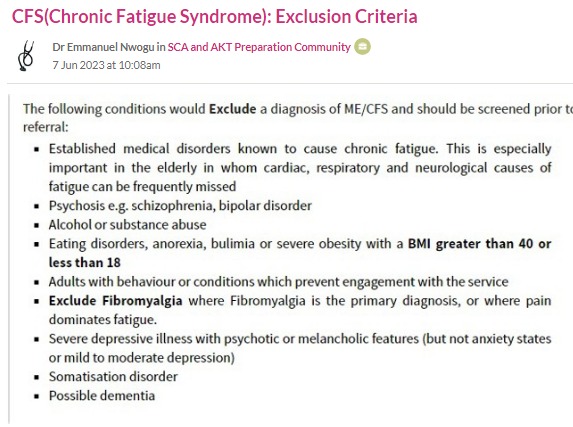 CFS(Chronic Fatigue Syndrome): Exclusion Criteria
Dr Emmanuel Nwogu in SCA and AKT Preparation Community
7 Jun 2023 at 10:08am
The following conditions would Exclude a diagnosis of ME/CFS and should be screened prior to
referral:
▪ Established medical disorders known to cause chronic fatigue. This is especially
important in the elderly in whom cardiac, respiratory and neurological causes of
fatigue can be frequently missed
▪ Psychosis e.g. schizophrenia, bipolar disorder
▪ Alcohol or substance abuse
▪ Eating disorders, anorexia, bulimia or severe obesity with a BMI greater than 40 or
less than 18
▪ Adults with behaviour or conditions which prevent engagement with the service
▪ Exclude Fibromyalgia where Fibromyalgia is the primary diagnosis, or where pain
dominates fatigue.
▪ Severe depressive illness with psychotic or melancholic features (but not anxiety states
or mild to moderate depression)
▪ Somatisation disorder
▪ Possible dementia